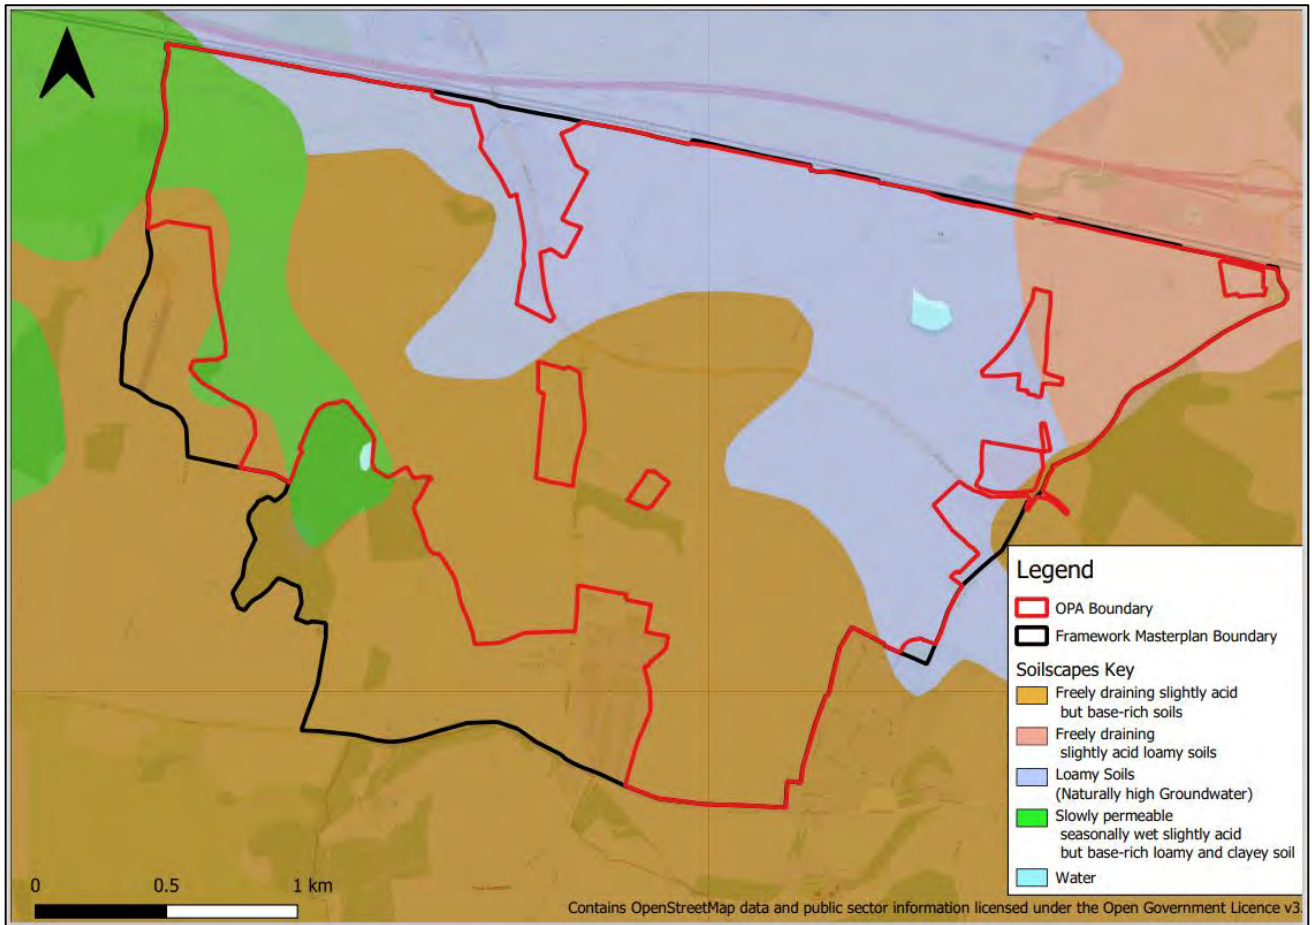 Legend
OPA Boundary
Framework Masterplan Boundary
Soilscapes Key
Freely draining slightly acid
but base-rich soils
Freely draining
slightly acid loamy soils
Loamy Soils
(Naturally high Groundwater)
Slowly permeable
seasonally wet slightly acid
but base-rich loamy and clayey soil
Water
0 0.5 1 km
Contains OpenStreetMap data and public sector information licensed under the Open Government Licence v3.